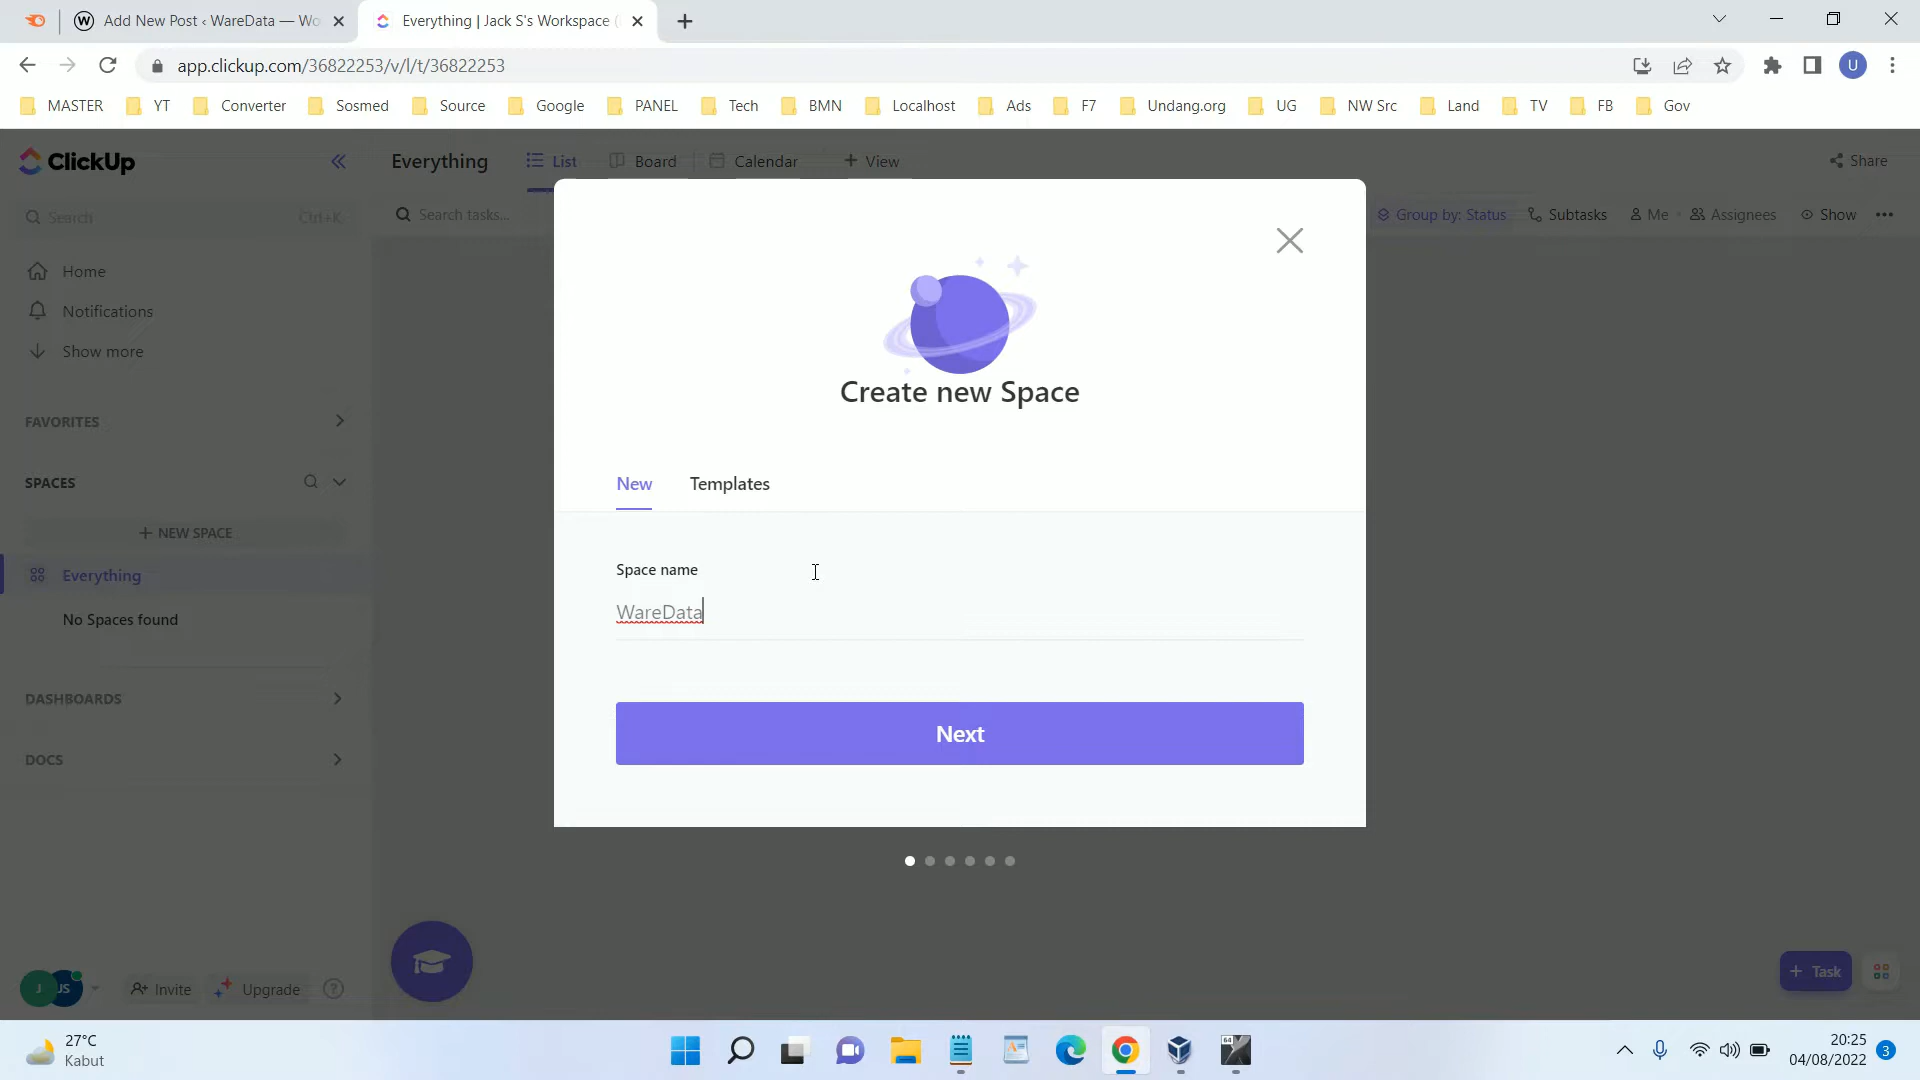 Add New Post ‹ WareData — Wo
Everything | Jack S's Workspace (
app.clickup.com/36822253/v/l/t/36822253
U
MASTER YT Converter Sosmed Source Google PANEL Tech BMN Localhost Ads F7 Undang.org UG NW Src Land TV FB Gov
ClickUp
Everything List Board Calendar + View Share
Search Ctrl+K
Search tasks...
Group by: Status Subtasks Me Assignees Show
Home
Notifications
Show more
FAVORITES
SPACES
+ NEW SPACE
Everything
No Spaces found
DASHBOARDS
DOCS
Create new Space
New Templates
Space name
WareData
Next
J JS Invite Upgrade ?
+ Task
27°C
Kabut
64
20:25
04/08/2022
3